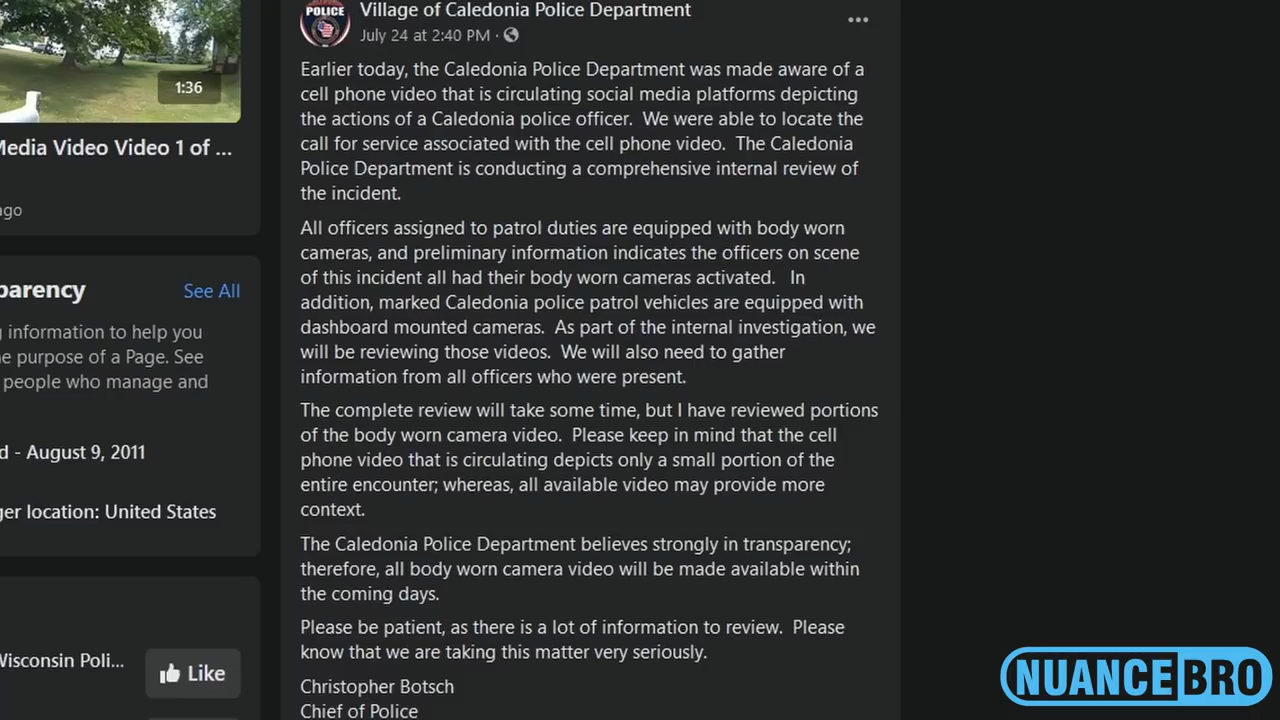 POLICE
Village of Caledonia Police Department
July 24 at 2:40 PM ·
Earlier today, the Caledonia Police Department was made aware of a
cell phone video that is circulating social media platforms depicting
the actions of a Caledonia police officer.  We were able to locate the
call for service associated with the cell phone video.  The Caledonia
Police Department is conducting a comprehensive internal review of
the incident.
All officers assigned to patrol duties are equipped with body worn
cameras, and preliminary information indicates the officers on scene
of this incident all had their body worn cameras activated.   In
addition, marked Caledonia police patrol vehicles are equipped with
dashboard mounted cameras.  As part of the internal investigation, we
will be reviewing those videos.  We will also need to gather
information from all officers who were present.
The complete review will take some time, but I have reviewed portions
of the body worn camera video.  Please keep in mind that the cell
phone video that is circulating depicts only a small portion of the
entire encounter; whereas, all available video may provide more
context.
The Caledonia Police Department believes strongly in transparency;
therefore, all body worn camera video will be made available within
the coming days.
Please be patient, as there is a lot of information to review.  Please
know that we are taking this matter very seriously.
Christopher Botsch
Chief of Police
1:36
Media Video Video 1 of ...
ago
parency
See All
g information to help you
e purpose of a Page. See
people who manage and
d - August 9, 2011
ger location: United States
Wisconsin Poli...
Like
NUANCEBRO